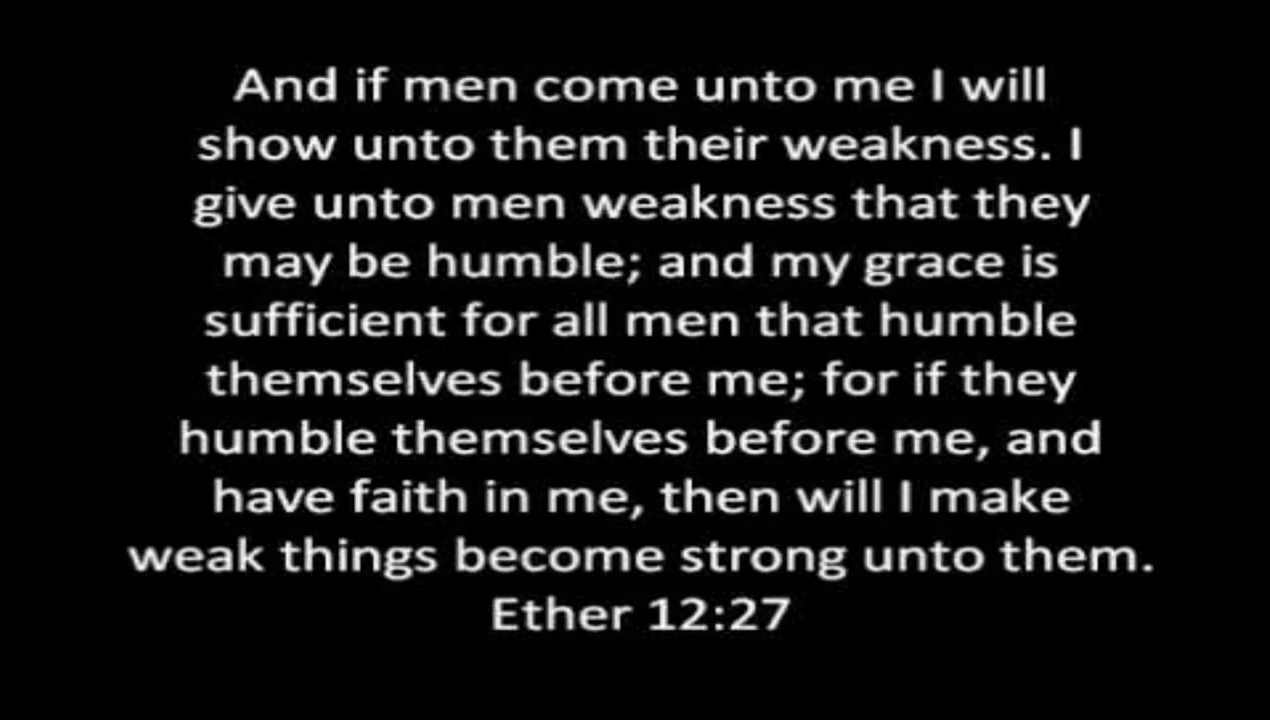 And if men come unto me I will
show unto them their weakness. I
give unto men weakness that they
may be humble; and my grace is
sufficient for all men that humble
themselves before me; for if they
humble themselves before me, and
have faith in me, then will I make
weak things become strong unto them.
Ether 12:27